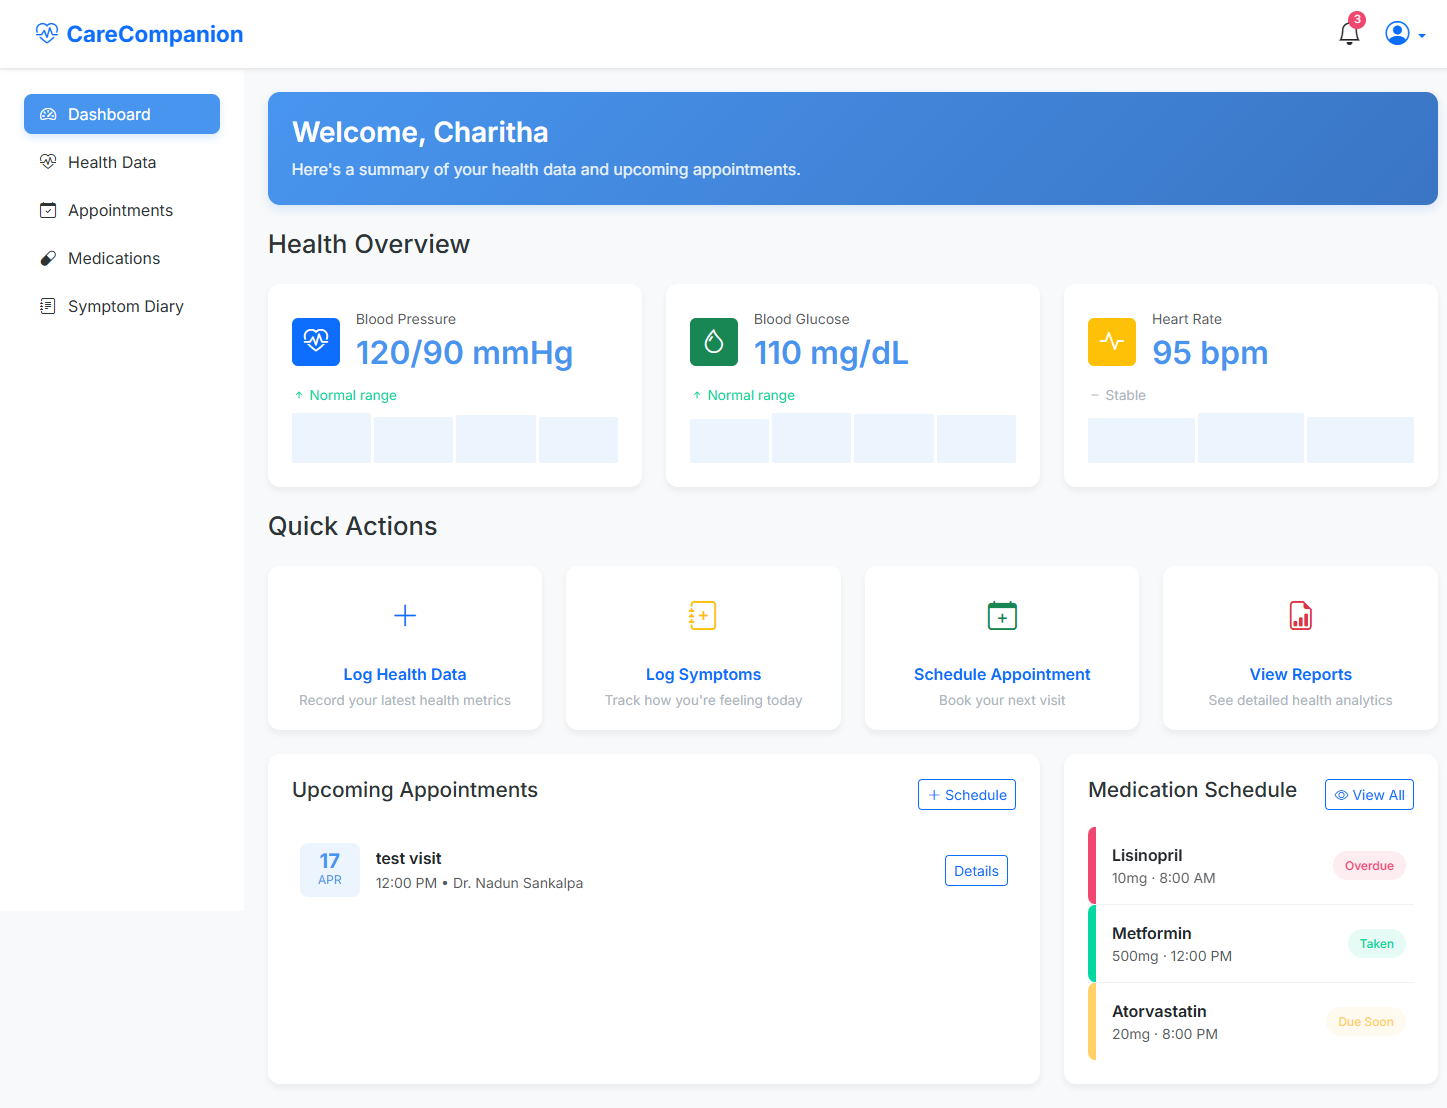 CareCompanion
3
Dashboard
Health Data
Appointments
Medications
Symptom Diary
Welcome, Charitha
Here's a summary of your health data and upcoming appointments.
Health Overview
Blood Pressure
120/90 mmHg
↑ Normal range
Blood Glucose
110 mg/dL
↑ Normal range
Heart Rate
95 bpm
− Stable
Quick Actions
Log Health Data
Record your latest health metrics
Log Symptoms
Track how you're feeling today
Schedule Appointment
Book your next visit
View Reports
See detailed health analytics
Upcoming Appointments
+ Schedule
17
APR
test visit
12:00 PM • Dr. Nadun Sankalpa
Details
Medication Schedule
View All
Lisinopril
10mg · 8:00 AM
Overdue
Metformin
500mg · 12:00 PM
Taken
Atorvastatin
20mg · 8:00 PM
Due Soon